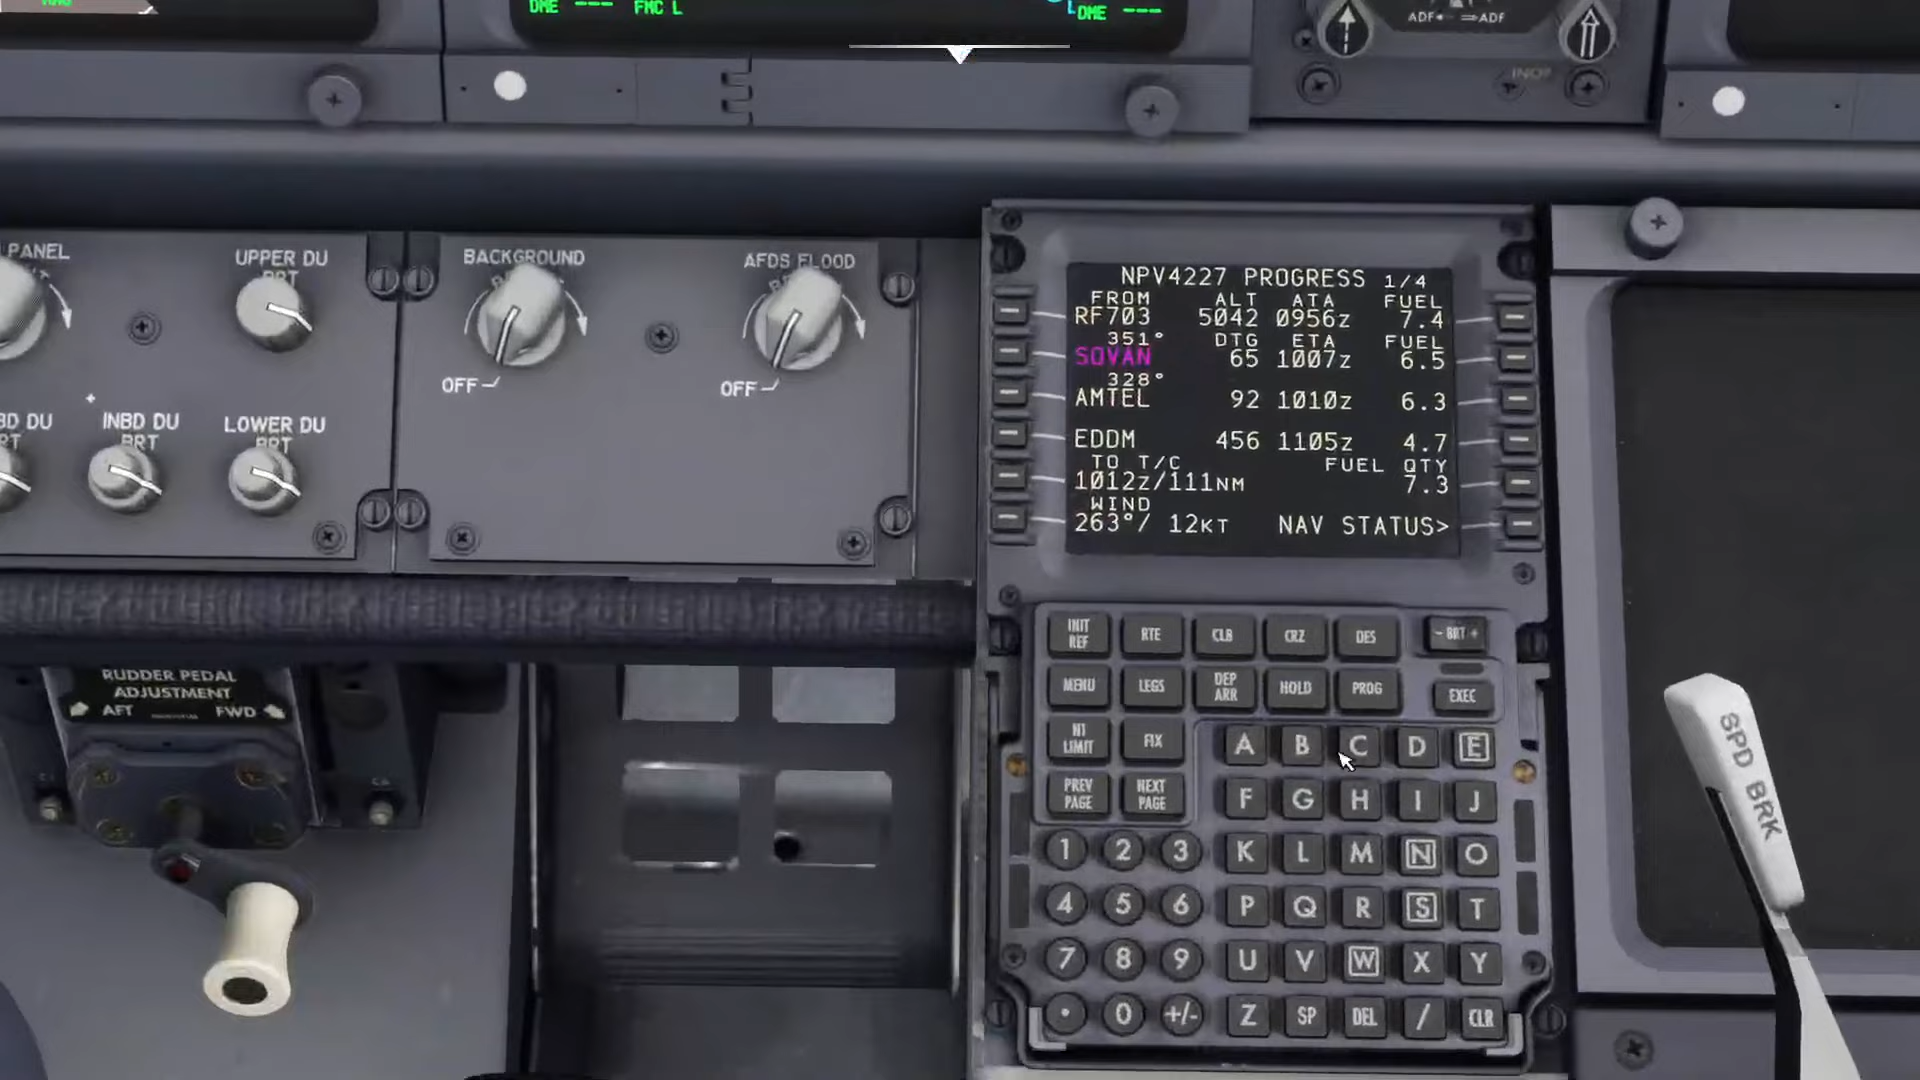 DME --- FMC L
DME ---
ADF ADF
INOP
PANEL
UPPER DU
BRT
BACKGROUND
AFDS FLOOD
OFF
OFF
INBD DU
BRT
LOWER DU
BRT
NPV4227 PROGRESS 1/4
FROM ALT ATA FUEL
RF703 5042 0956z 7.4
351° DTG ETA FUEL
SOVAN 65 1007z 6.5
328°
AMTEL 92 1010z 6.3
EDDM 456 1105z 4.7
TO T/C FUEL QTY
1012z/111NM 7.3
WIND
263°/ 12KT NAV STATUS>
RUDDER PEDAL
ADJUSTMENT
AFT FWD
INIT REF RTE CLB CRZ DES - BRT +
MENU LEGS DEP ARR HOLD PROG EXEC
N1 LIMIT FIX A B C D E
PREV PAGE NEXT PAGE F G H I J
1 2 3 K L M N O
4 5 6 P Q R S T
7 8 9 U V W X Y
. 0 +/- Z SP DEL / CLR
SPD BRK